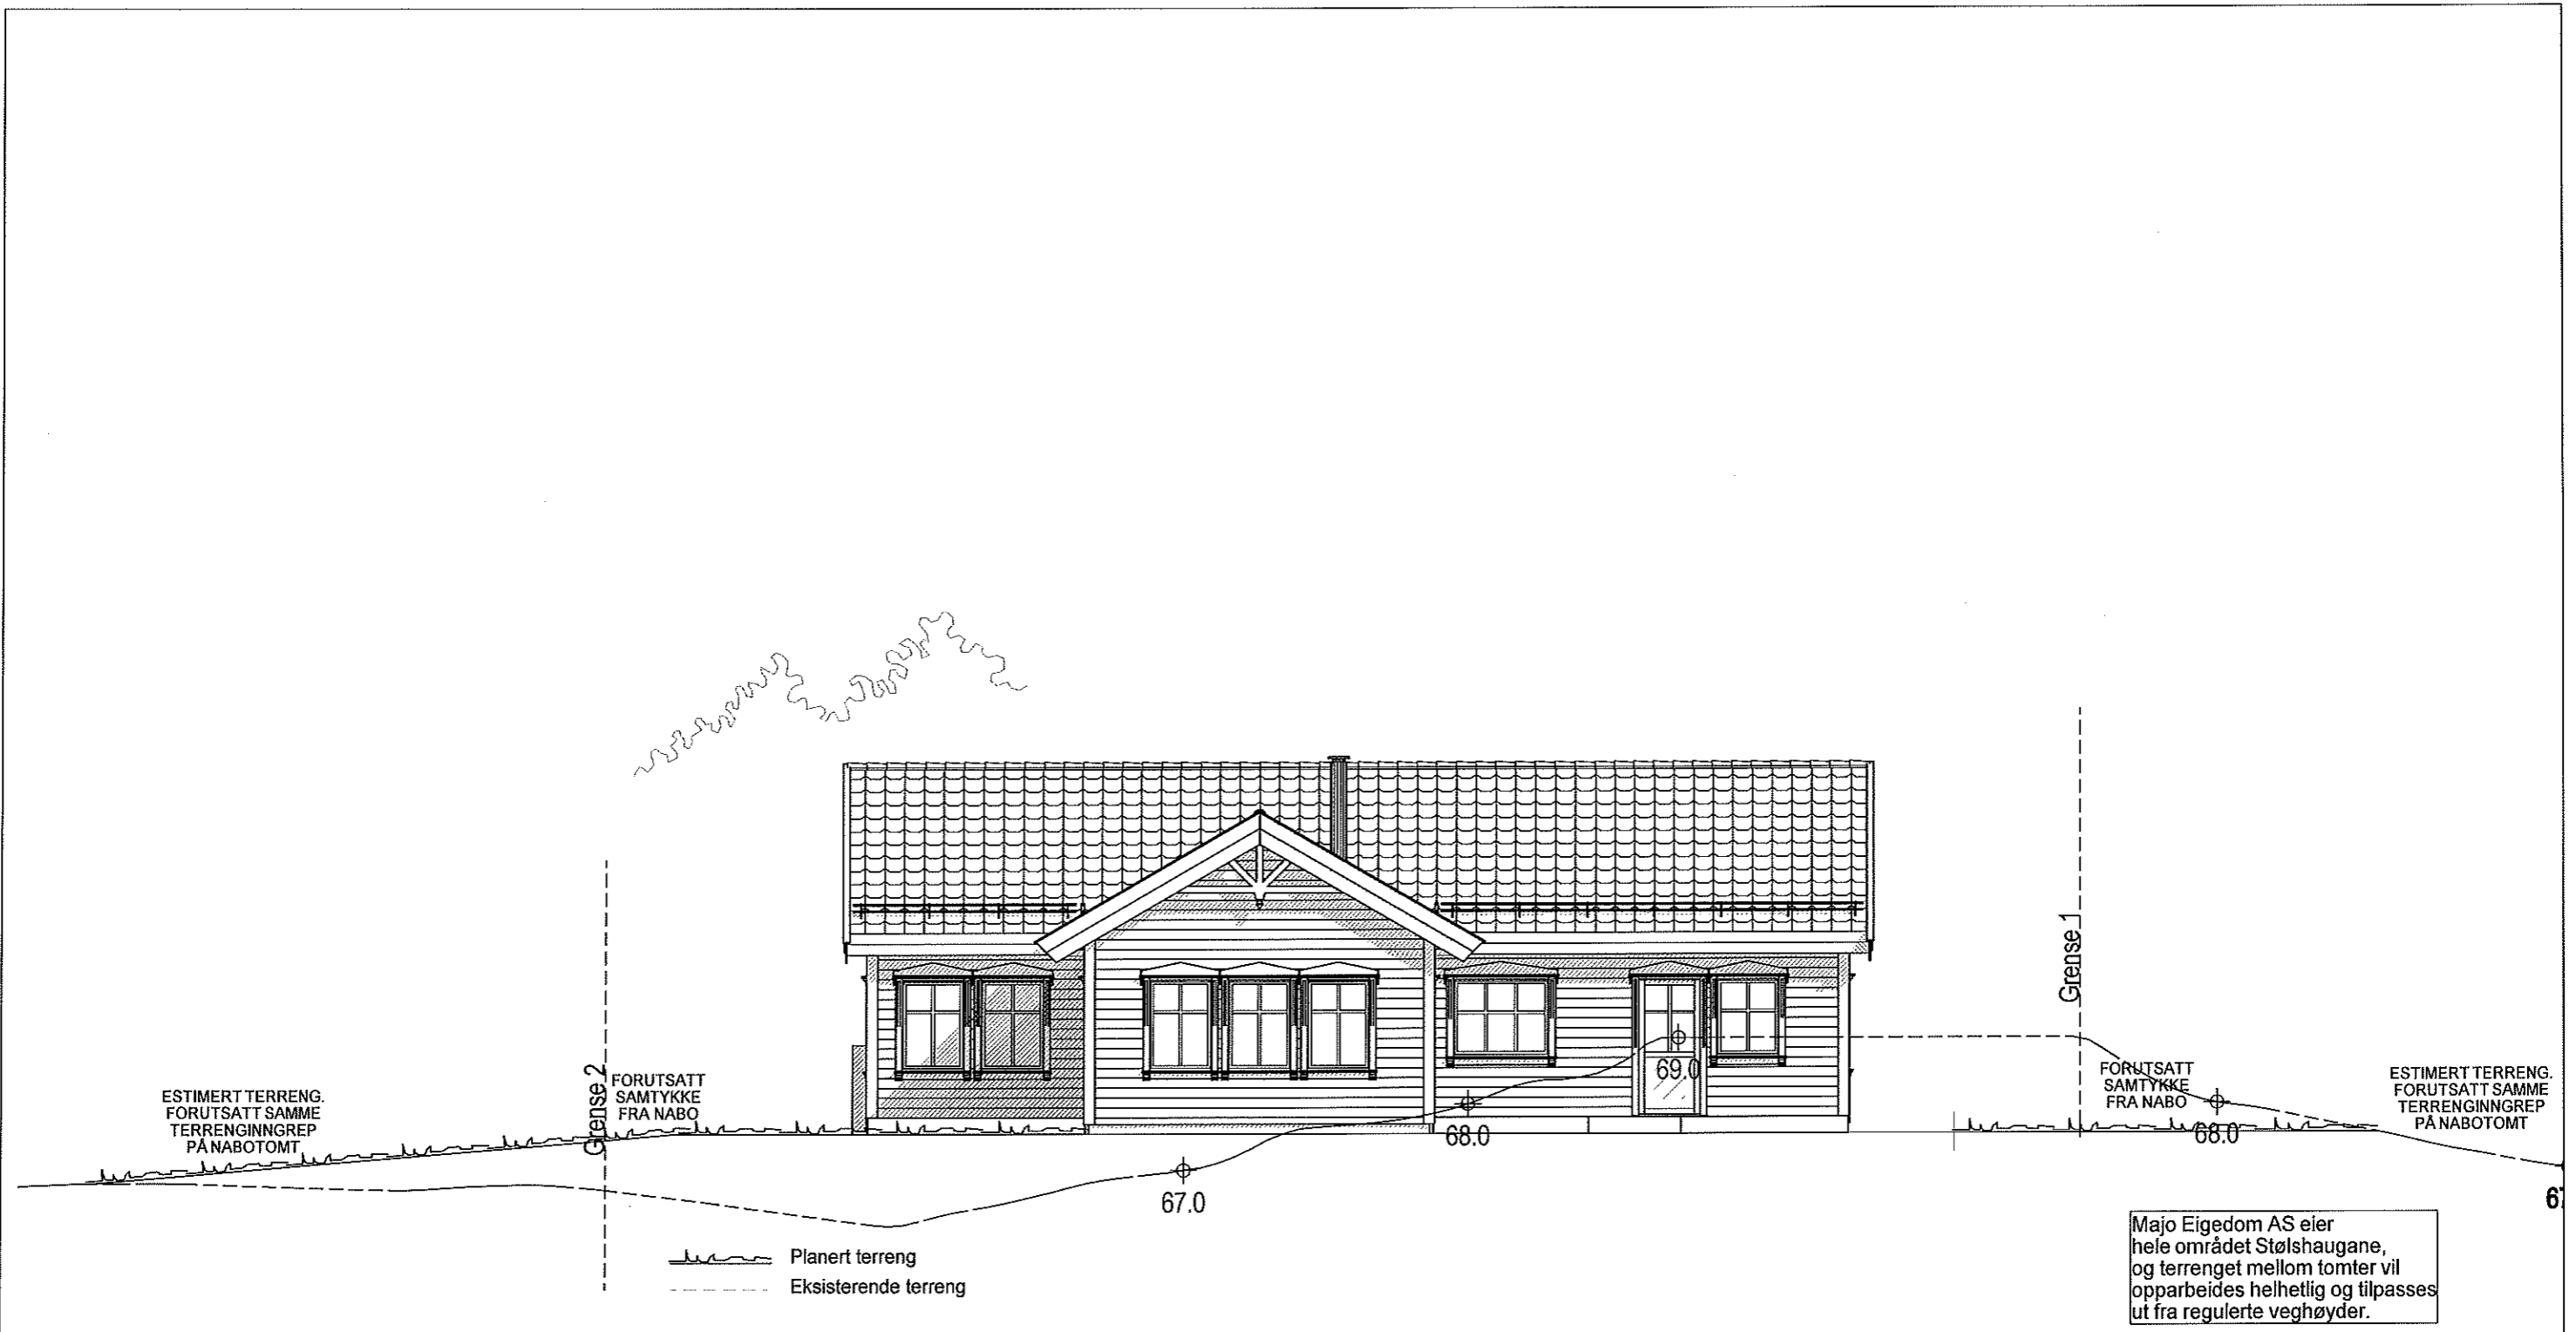 Grense 1
Grense 2
ESTIMERT TERRENG.
FORUTSATT SAMME
TERRENGINNGREP
PÅ NABOTOMT
FORUTSATT
SAMTYKKE
FRA NABO
69.0
68.0
67.0
FORUTSATT
SAMTYKKE
FRA NABO
68.0
ESTIMERT TERRENG.
FORUTSATT SAMME
TERRENGINNGREP
PÅ NABOTOMT
Planert terreng
Eksisterende terreng
Majo Eigedom AS eier
hele området Stølshaugane,
og terrenget mellom tomter vil
opparbeides helhetlig og tilpasses
ut fra regulerte veghøyder.